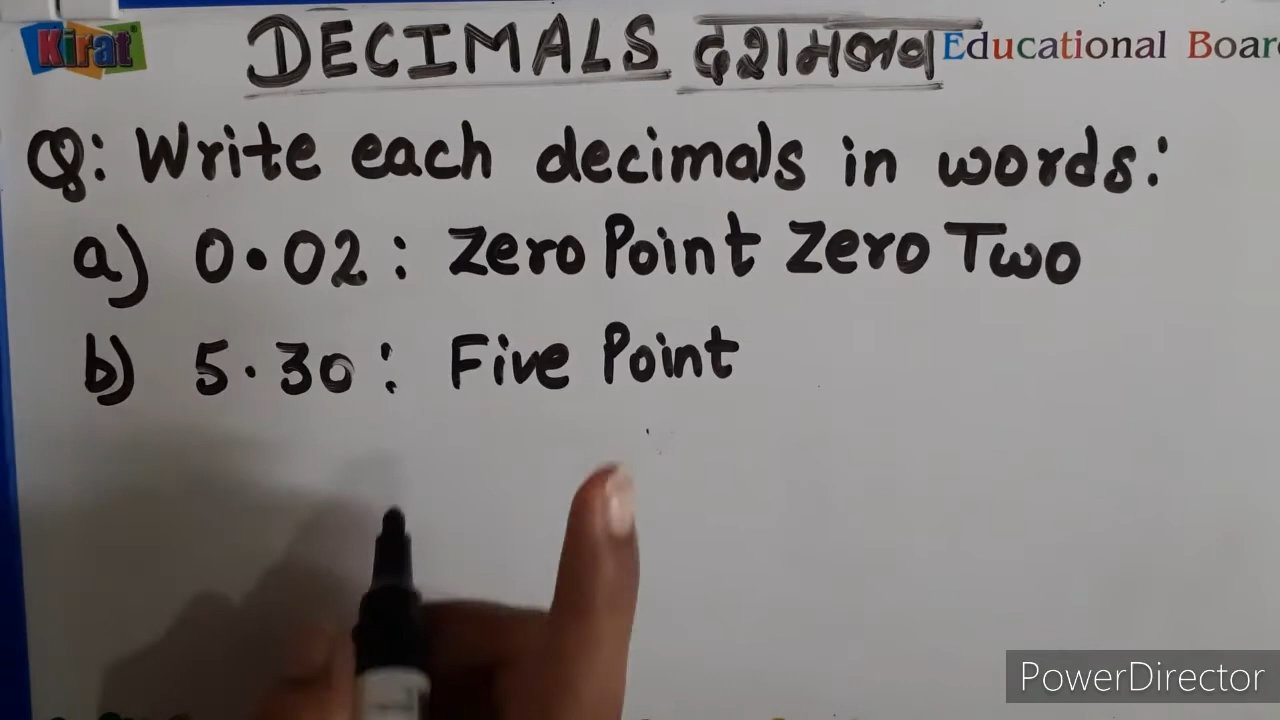 Kirat DECIMALS दशमलव Educational Boar
Q: Write each decimals in words:
a) 0.02 : Zero Point Zero Two
b) 5.30 : Five Point
PowerDirector